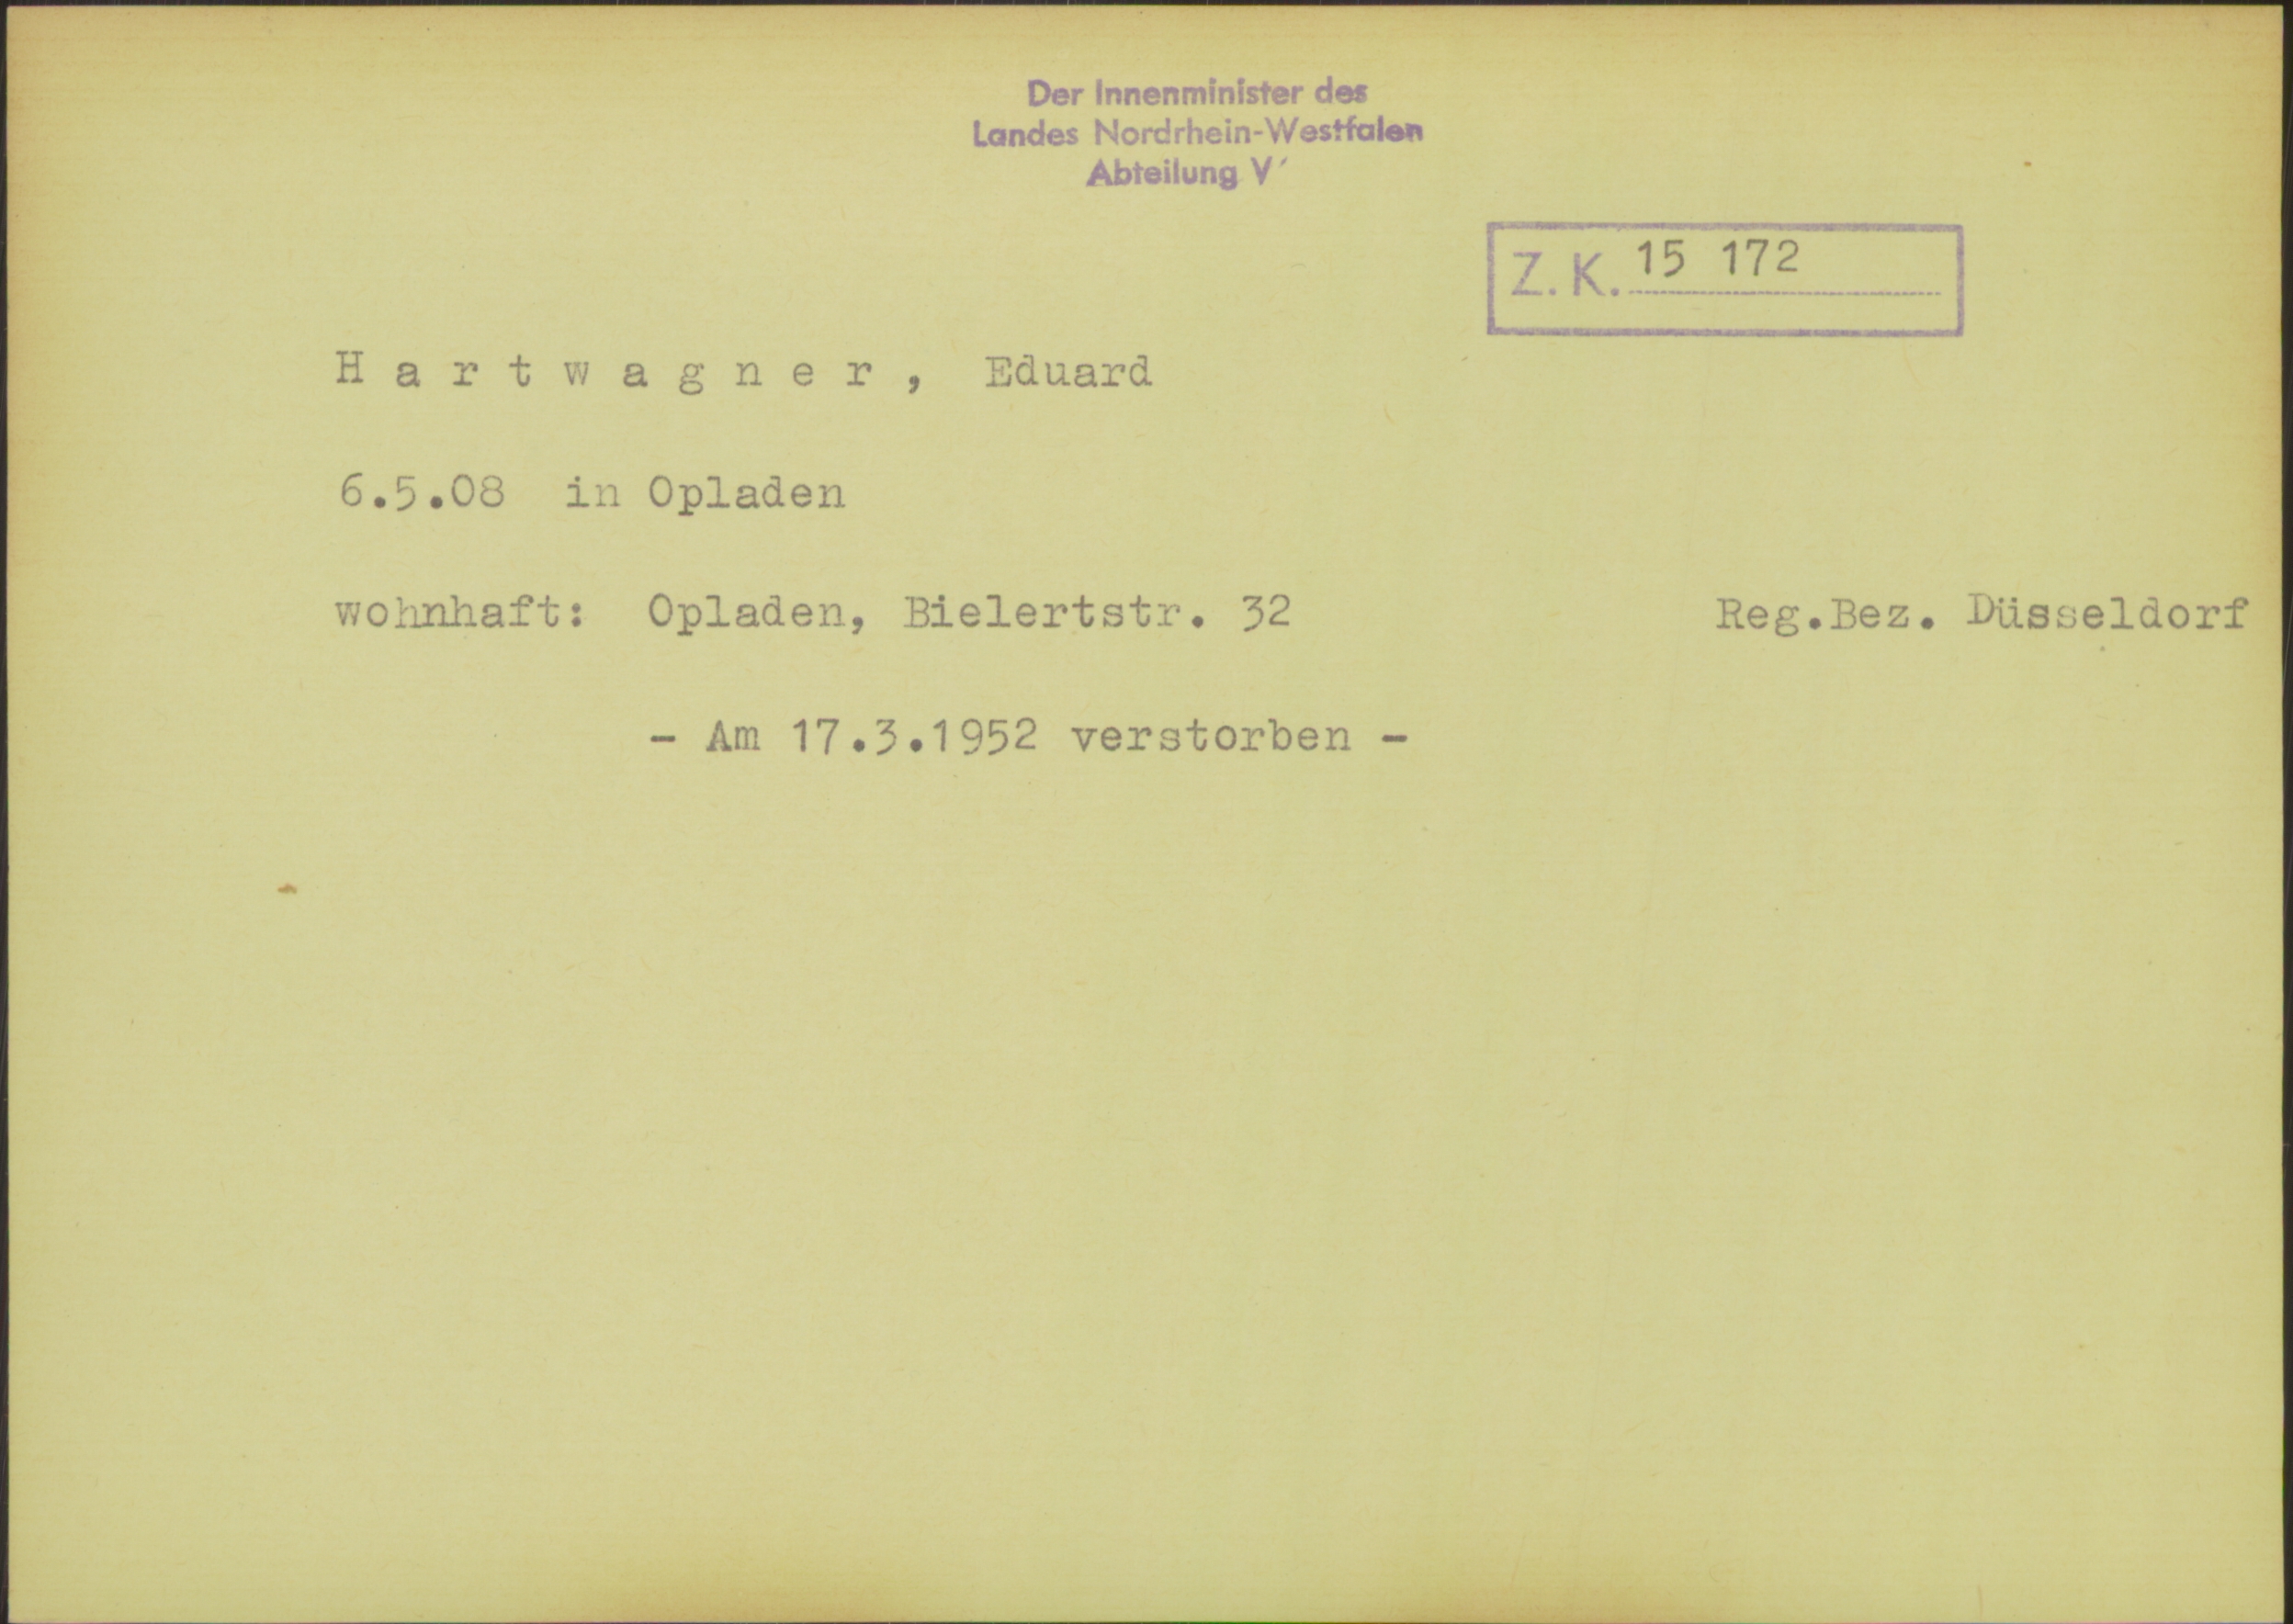 Der Innenminister des
Landes Nordrhein-Westfalen
Abteilung V
Z. K. 15 172
H a r t w a g n e r , Eduard
6.5.08 in Opladen
wohnhaft: Opladen, Bielertstr. 32 Reg.Bez. Düsseldorf
- Am 17.3.1952 verstorben -